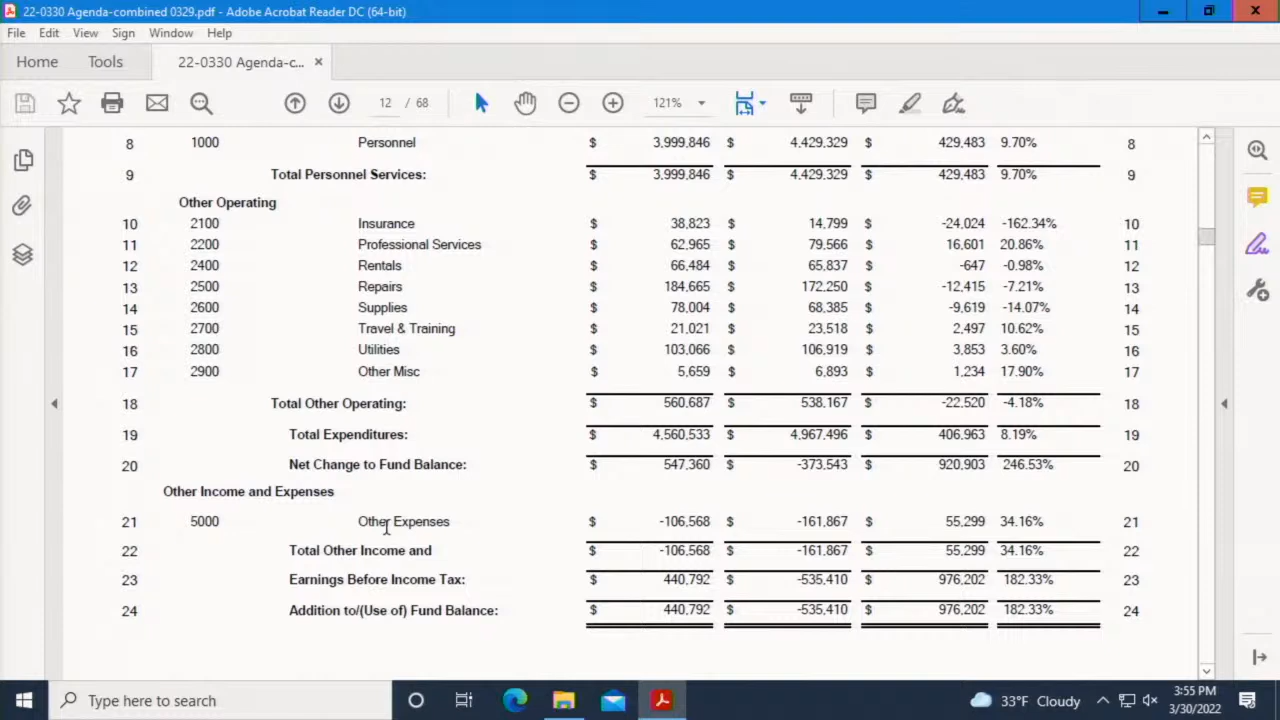 22-0330 Agenda-combined 0329.pdf - Adobe Acrobat Reader DC (64-bit)
File Edit View Sign Window Help
Home Tools 22-0330 Agenda-c... ×
12 / 68 121%
8 1000 Personnel $ 3,999,846 $ 4,429,329 $ 429,483 9.70% 8
9 Total Personnel Services: $ 3,999,846 $ 4,429,329 $ 429,483 9.70% 9
Other Operating
10 2100 Insurance $ 38,823 $ 14,799 $ -24,024 -162.34% 10
11 2200 Professional Services $ 62,965 $ 79,566 $ 16,601 20.86% 11
12 2400 Rentals $ 66,484 $ 65,837 $ -647 -0.98% 12
13 2500 Repairs $ 184,665 $ 172,250 $ -12,415 -7.21% 13
14 2600 Supplies $ 78,004 $ 68,385 $ -9,619 -14.07% 14
15 2700 Travel & Training $ 21,021 $ 23,518 $ 2,497 10.62% 15
16 2800 Utilities $ 103,066 $ 106,919 $ 3,853 3.60% 16
17 2900 Other Misc $ 5,659 $ 6,893 $ 1,234 17.90% 17
18 Total Other Operating: $ 560,687 $ 538,167 $ -22,520 -4.18% 18
19 Total Expenditures: $ 4,560,533 $ 4,967,496 $ 406,963 8.19% 19
20 Net Change to Fund Balance: $ 547,360 $ -373,543 $ 920,903 246.53% 20
Other Income and Expenses
21 5000 Other Expenses $ -106,568 $ -161,867 $ 55,299 34.16% 21
22 Total Other Income and $ -106,568 $ -161,867 $ 55,299 34.16% 22
23 Earnings Before Income Tax: $ 440,792 $ -535,410 $ 976,202 182.33% 23
24 Addition to/(Use of) Fund Balance: $ 440,792 $ -535,410 $ 976,202 182.33% 24
Type here to search 33°F Cloudy 3:55 PM
3/30/2022